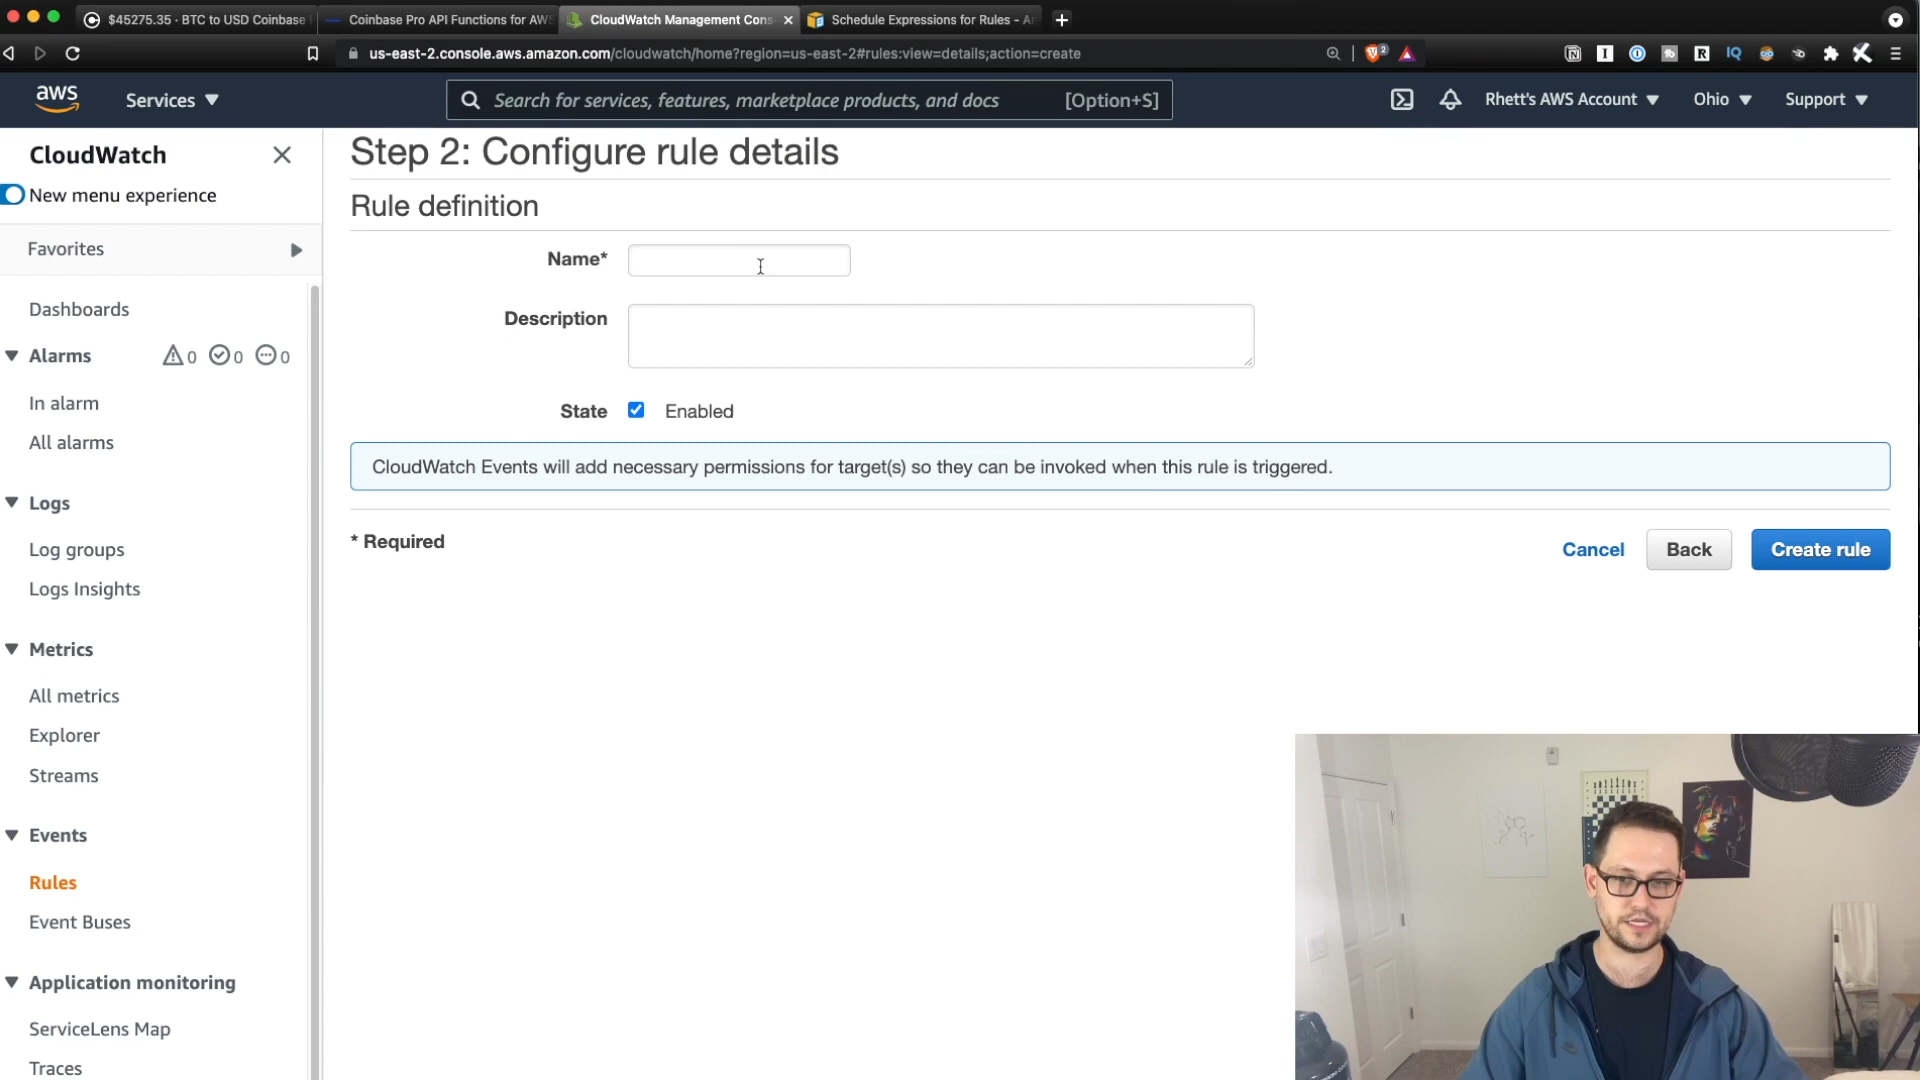 $45275.35 · BTC to USD Coinbase
Coinbase Pro API Functions for AWS
CloudWatch Management Cons
Schedule Expressions for Rules - A
us-east-2.console.aws.amazon.com/cloudwatch/home?region=us-east-2#rules:view=details;action=create
2
aws
Services
Search for services, features, marketplace products, and docs
[Option+S]
Rhett's AWS Account
Ohio
Support
CloudWatch
New menu experience
Favorites
Dashboards
Alarms
0
0
0
In alarm
All alarms
Logs
Log groups
Logs Insights
Metrics
All metrics
Explorer
Streams
Events
Rules
Event Buses
Application monitoring
ServiceLens Map
Traces
Step 2: Configure rule details
Rule definition
Name*
Description
State
Enabled
CloudWatch Events will add necessary permissions for target(s) so they can be invoked when this rule is triggered.
* Required
Cancel
Back
Create rule